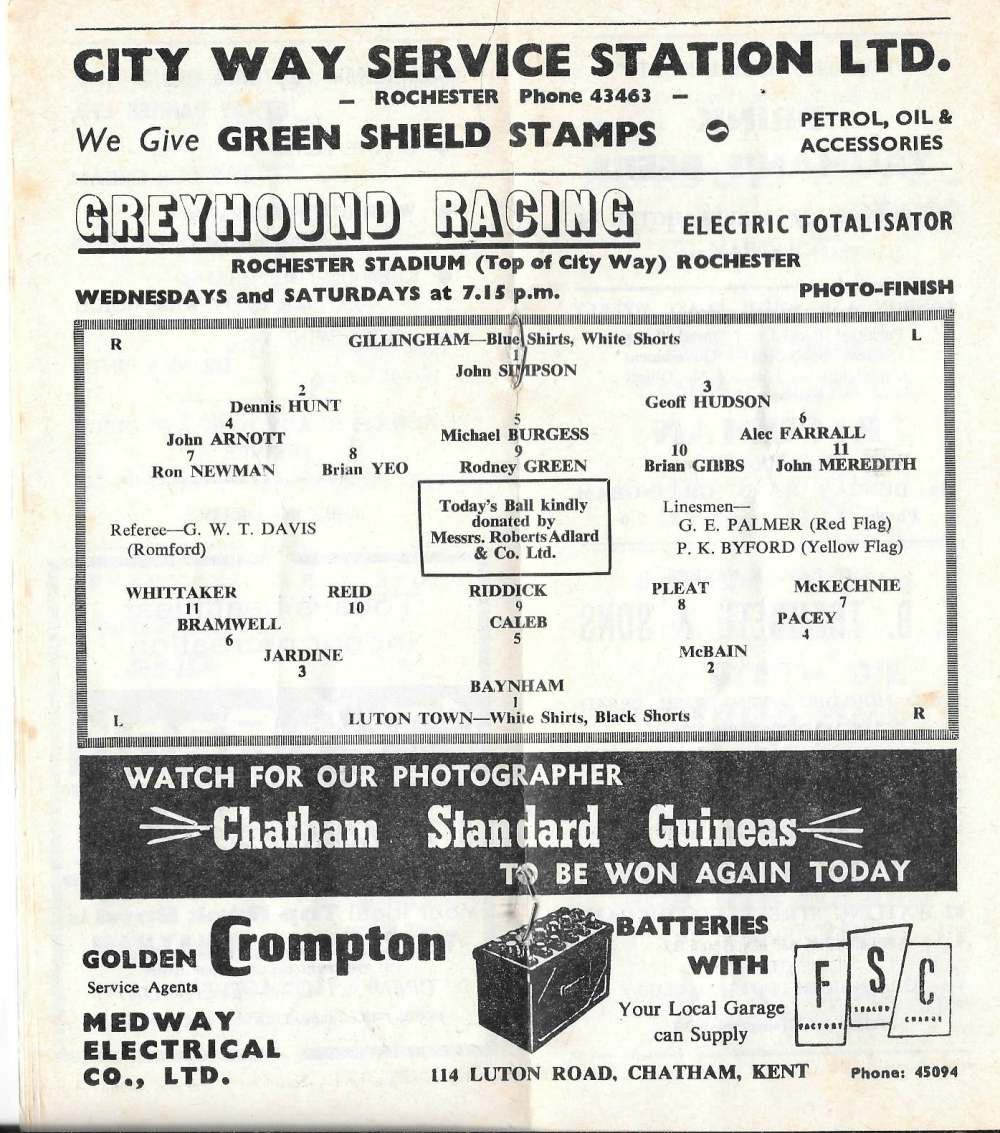 CITY WAY SERVICE STATION LTD.
— ROCHESTER Phone 43463 —
We Give GREEN SHIELD STAMPS
PETROL, OIL &
ACCESSORIES
GREYHOUND RACING ELECTRIC TOTALISATOR
ROCHESTER STADIUM (Top of City Way) ROCHESTER
WEDNESDAYS and SATURDAYS at 7.15 p.m. PHOTO-FINISH
R GILLINGHAM—Blue Shirts, White Shorts L
1
John SIMPSON
2 3
Dennis HUNT Geoff HUDSON
4 5 6
John ARNOTT Michael BURGESS Alec FARRALL
7 8 9 10 11
Ron NEWMAN Brian YEO Rodney GREEN Brian GIBBS John MEREDITH
Referee—G. W. T. DAVIS
(Romford)
Today's Ball kindly
donated by
Messrs. Roberts Adlard
& Co. Ltd.
Linesmen—
G. E. PALMER (Red Flag)
P. K. BYFORD (Yellow Flag)
WHITTAKER REID RIDDICK PLEAT McKECHNIE
11 10 9 8 7
BRAMWELL CALEB PACEY
6 5 4
JARDINE McBAIN
3 2
BAYNHAM
1
L LUTON TOWN—White Shirts, Black Shorts R
WATCH FOR OUR PHOTOGRAPHER
Chatham Standard Guineas
TO BE WON AGAIN TODAY
GOLDEN Crompton
Service Agents
MEDWAY
ELECTRICAL
CO., LTD.
BATTERIES
WITH
Your Local Garage
can Supply
F S C
FACTORY SEALED CHARGE
114 LUTON ROAD, CHATHAM, KENT Phone: 45094